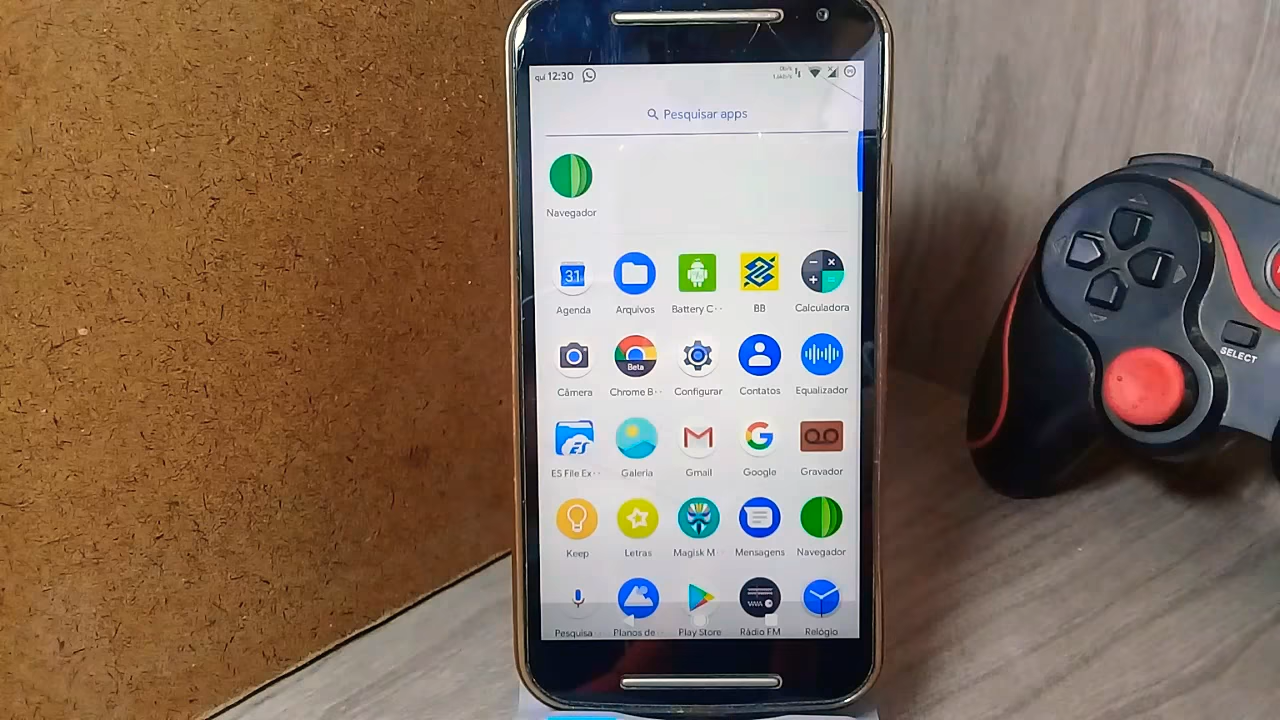 qui 12:30
Pesquisar apps
Navegador
31
Agenda
Arquivos
Battery C··
BB
Calculadora
Beta
Câmera
Chrome B··
Configurar
Contatos
Equalizador
ES
ES File Ex··
Galeria
Gmail
Google
Gravador
Keep
Letras
Magisk M··
Mensagens
Navegador
Pesquisa
Planos de··
Play Store
Rádio FM
Relógio
SELECT